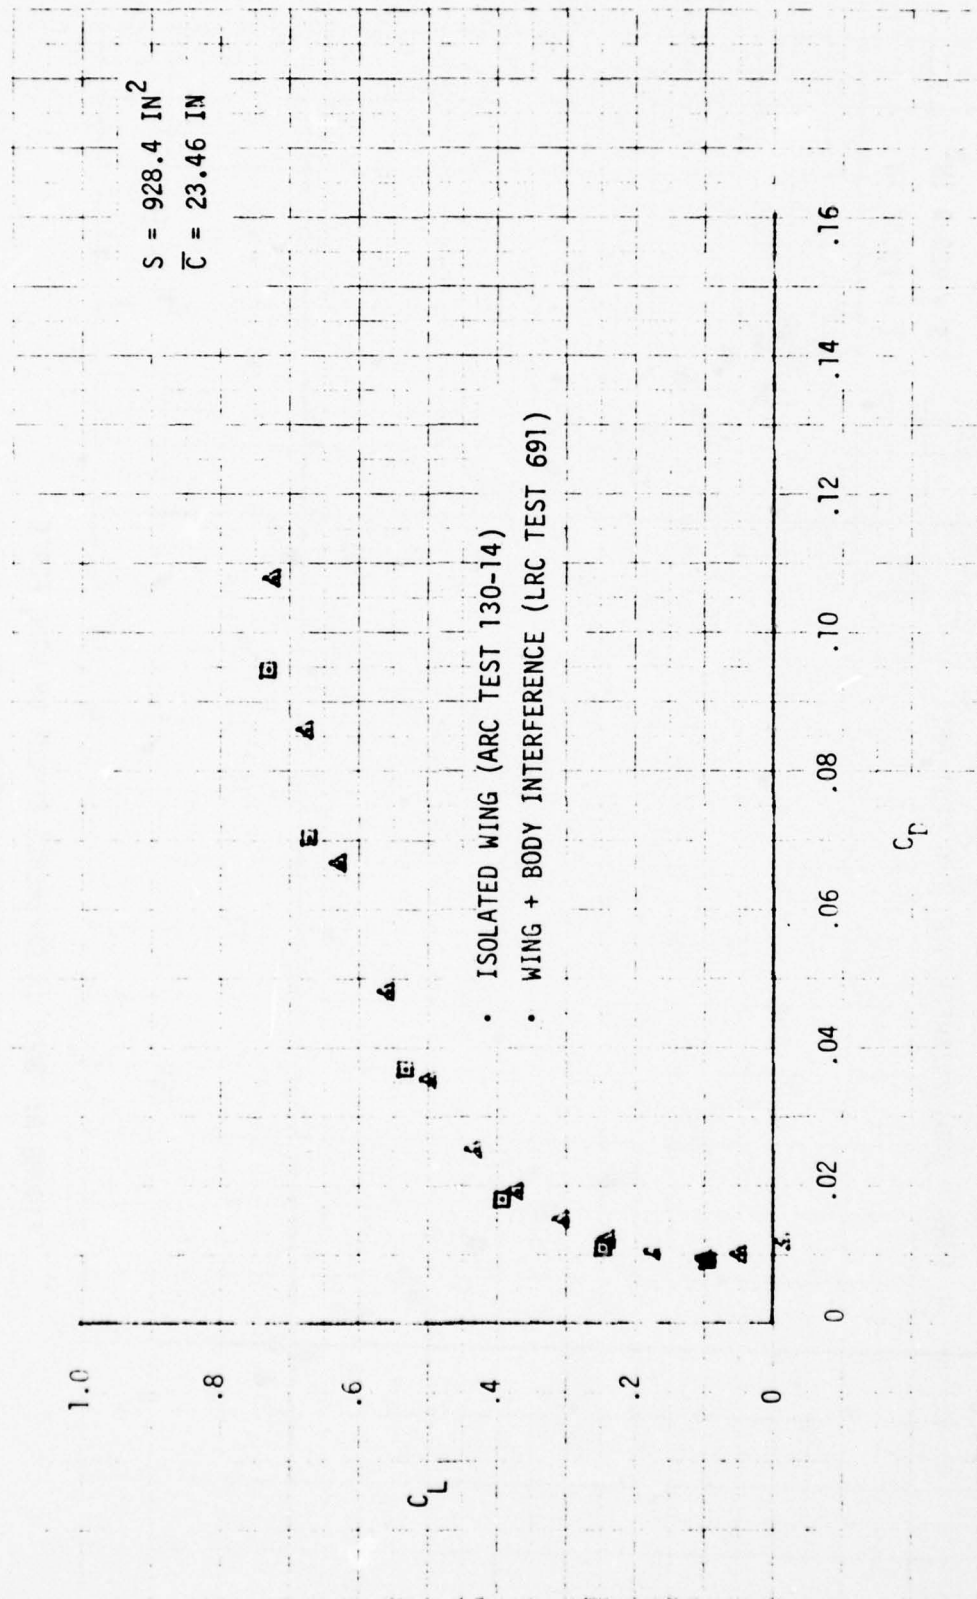 S = 928.4 IN²
C̅ = 23.46 IN
• ISOLATED WING (ARC TEST 130-14)
• WING + BODY INTERFERENCE (LRC TEST 691)
C_L
1.0
.8
.6
.4
.2
0
0
.02
.04
.06
.08
.10
.12
.14
.16
C_D